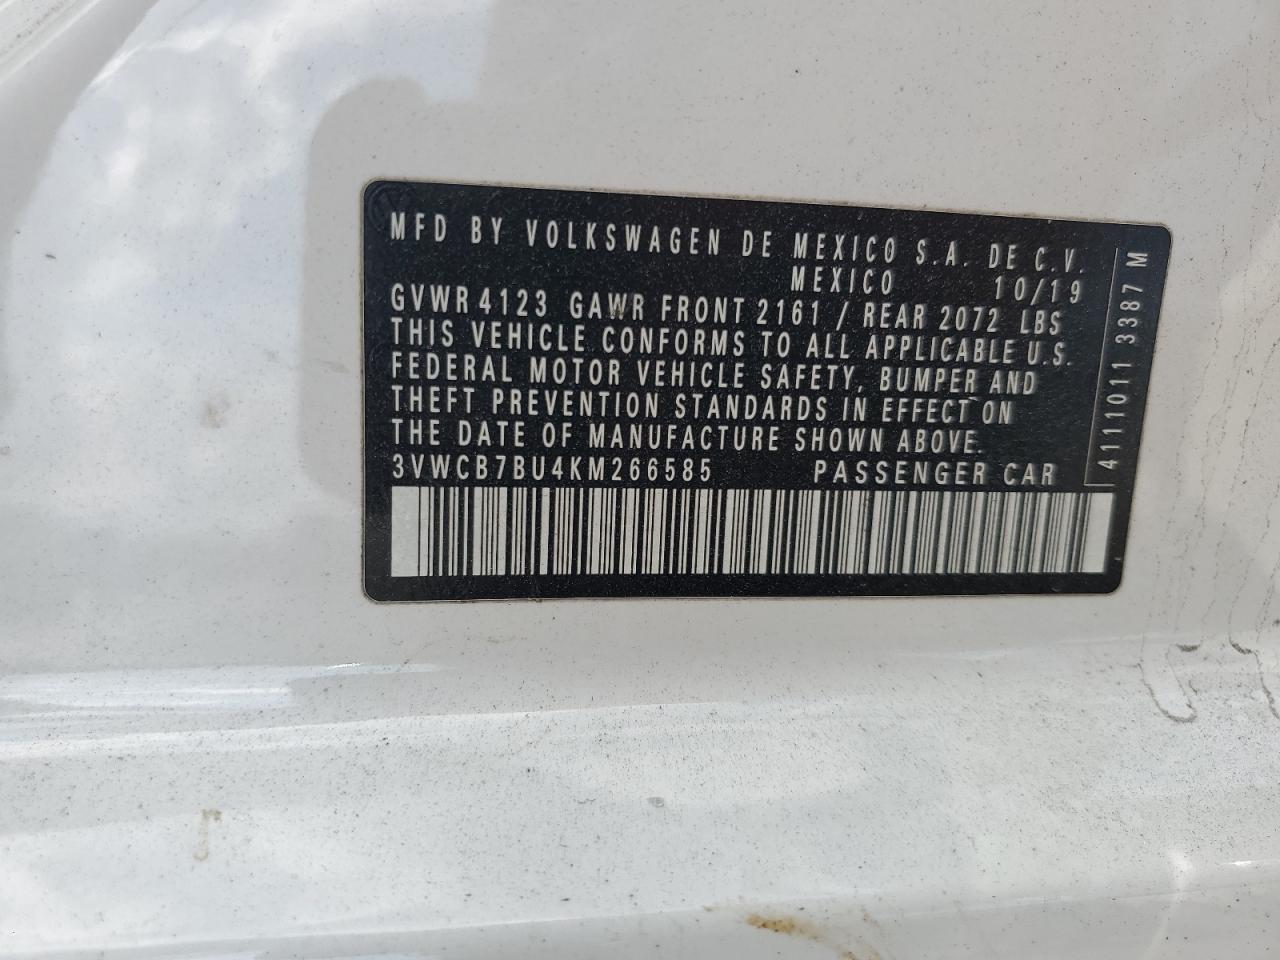 MFD BY VOLKSWAGEN DE MEXICO S.A. DE C.V.
MEXICO 10/19
GVWR 4123 GAWR FRONT 2161 / REAR 2072 LBS
THIS VEHICLE CONFORMS TO ALL APPLICABLE U.S.
FEDERAL MOTOR VEHICLE SAFETY, BUMPER AND
THEFT PREVENTION STANDARDS IN EFFECT ON
THE DATE OF MANUFACTURE SHOWN ABOVE.
3VWCB7BU4KM266585 PASSENGER CAR
4111011 3387 M